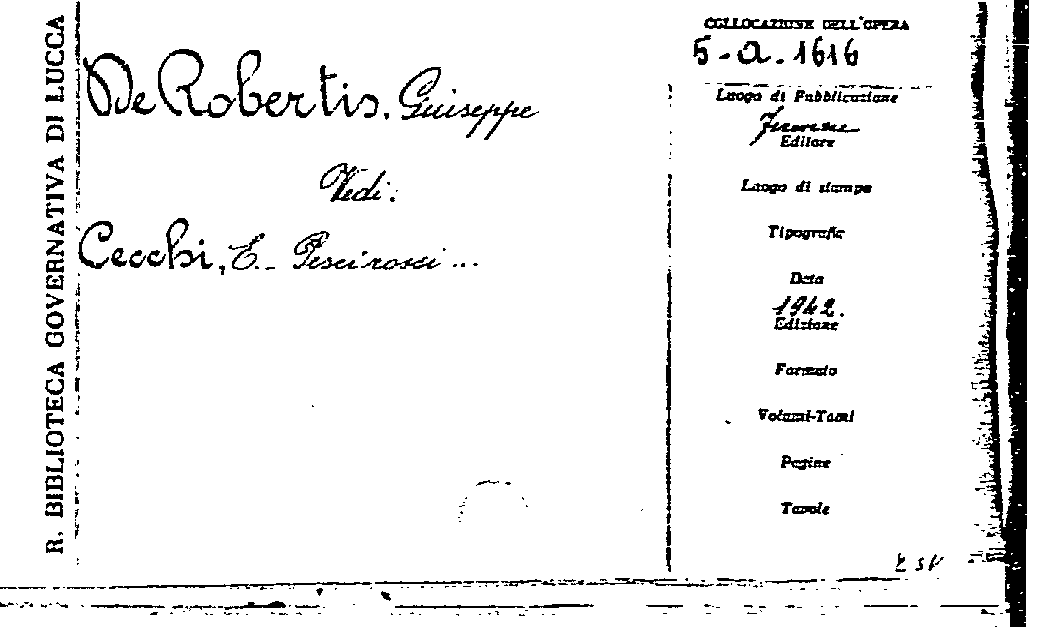 R. BIBLIOTECA GOVERNATIVA DI LUCCA
De Robertis, Giuseppe
Vedi:
Cecchi, E. - Pesci rossi ...
COLLOCAZIONE DELL'OPERA
5-a.1616
Luogo di Pubblicazione
Firenze
Editore
Luogo di stampa
Tipografia
Data
1942.
Edizione
Formato
Volumi-Tomi
Pagine
Tavole